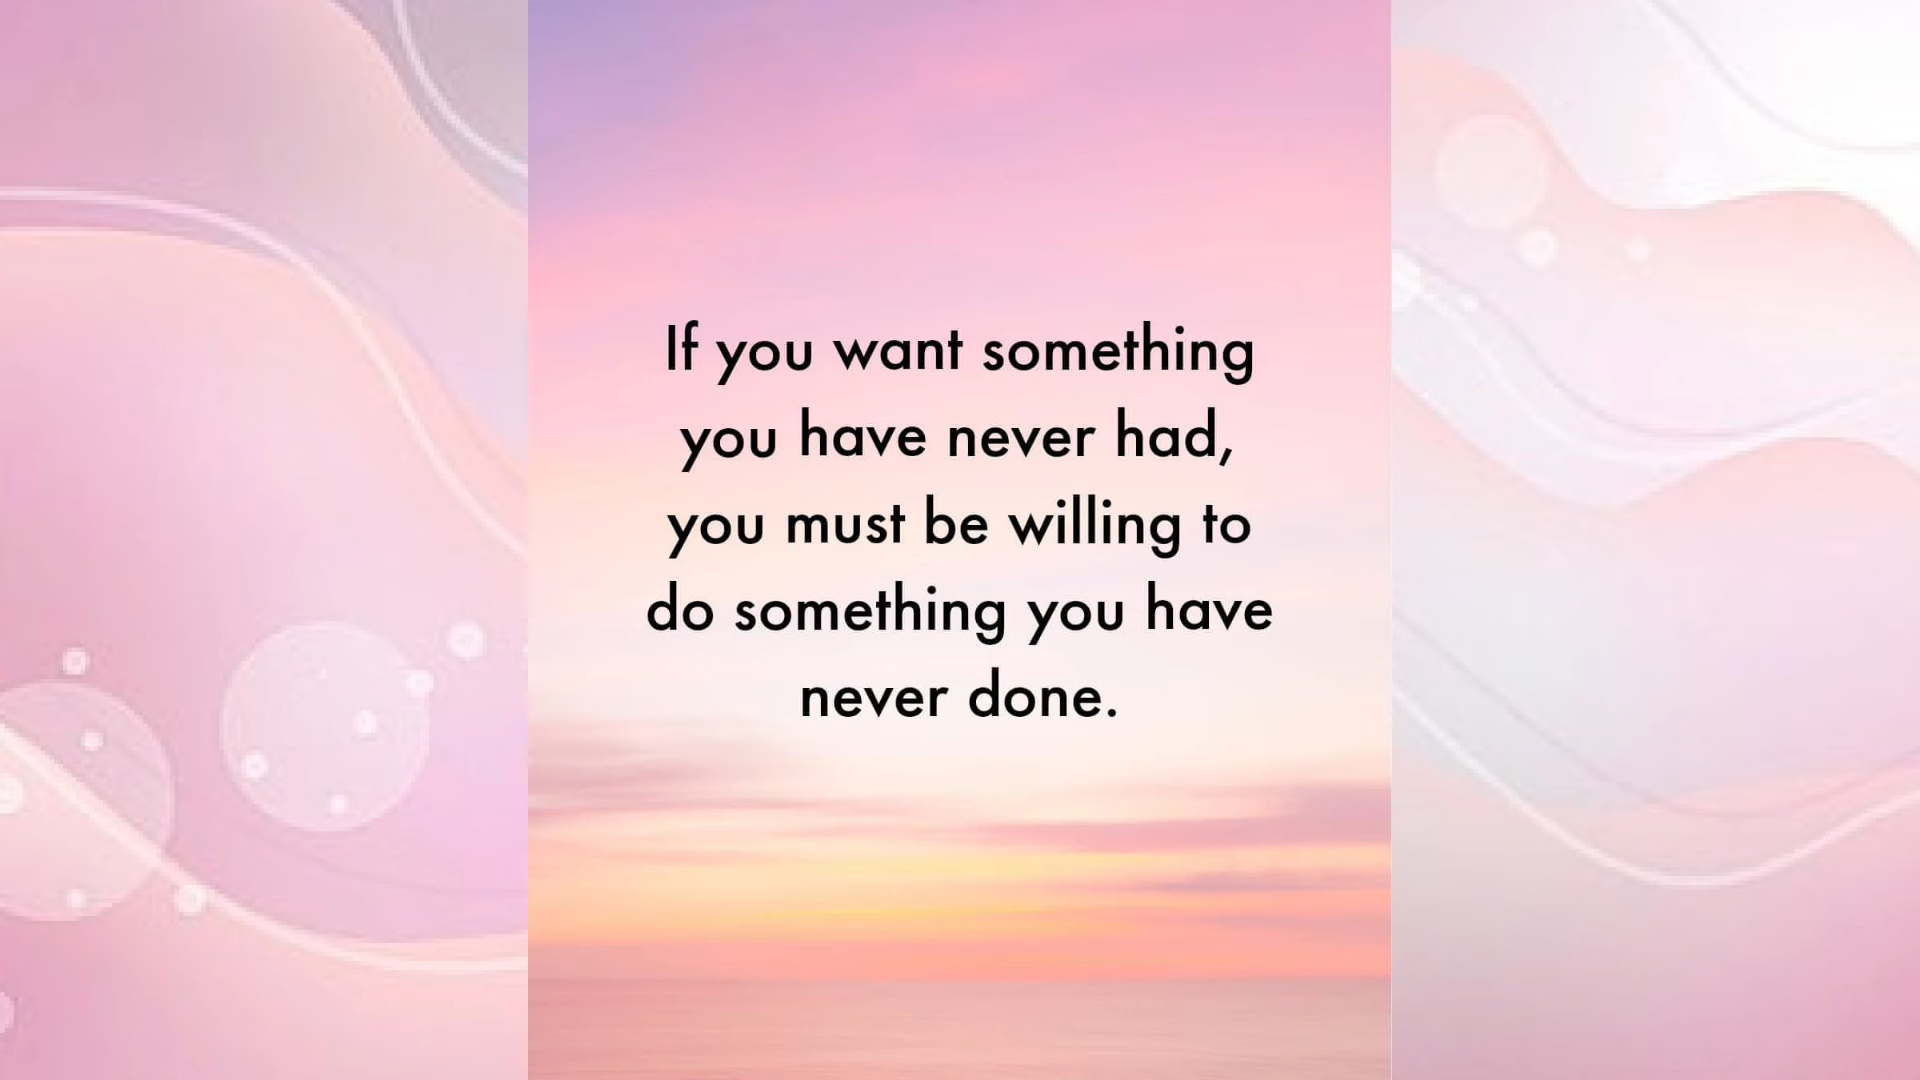 If you want something
you have never had,
you must be willing to
do something you have
never done.